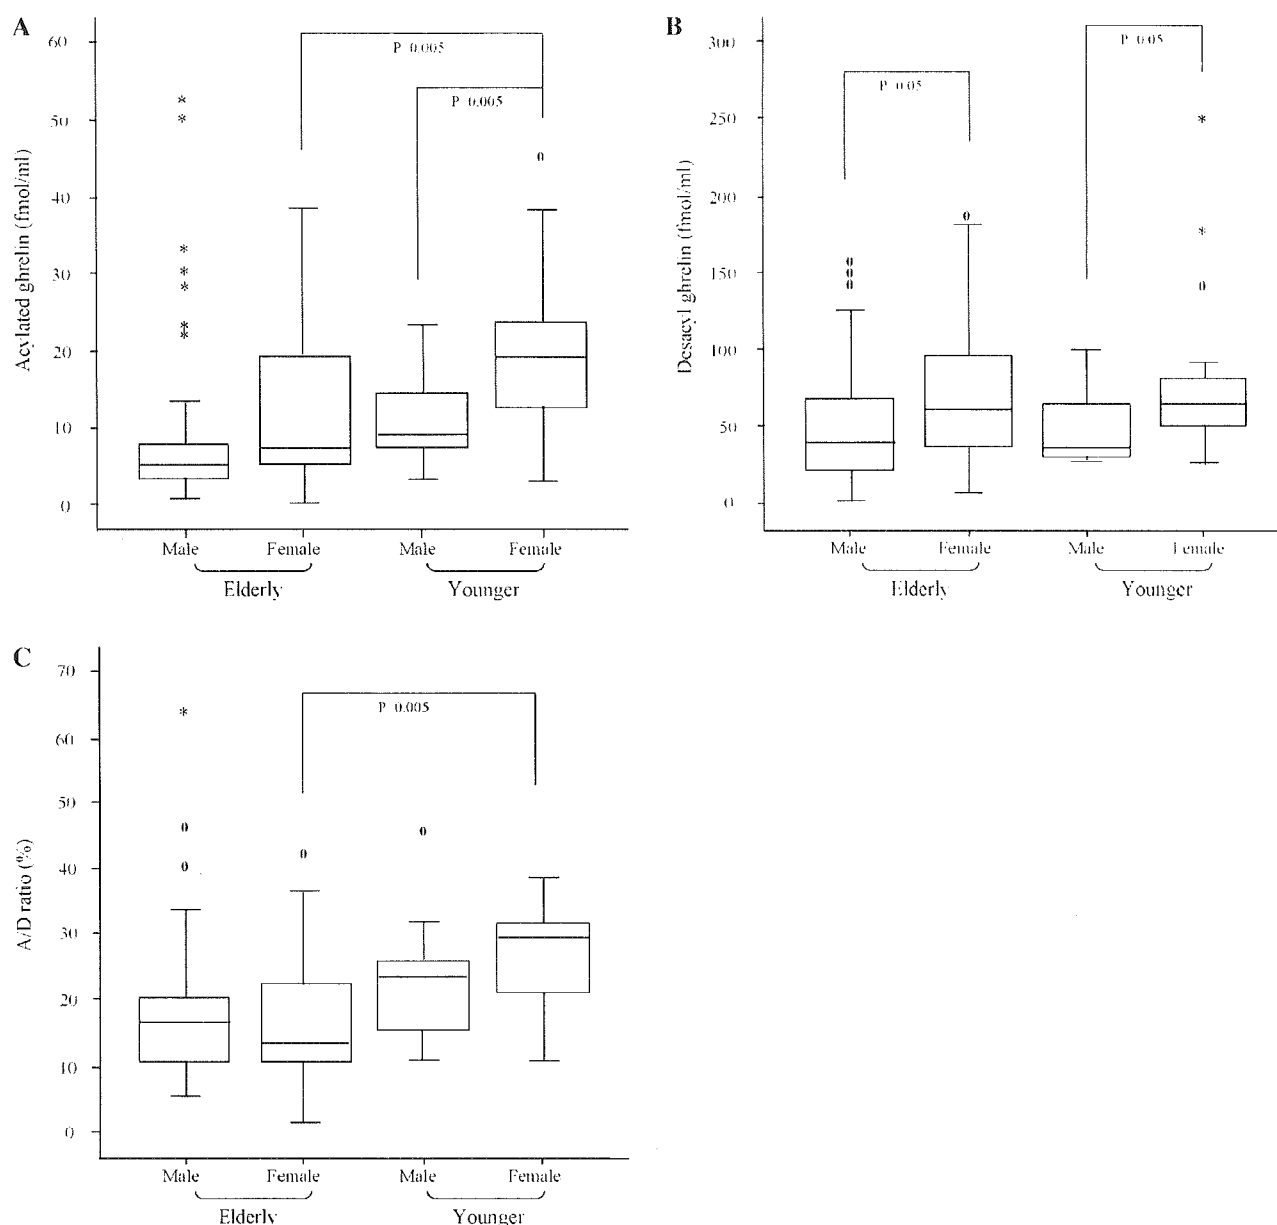 A
Acylated ghrelin (fmol/ml)
60
50
40
30
20
10
0
P 0.005
P 0.005
Male Female Male Female
Elderly Younger
B
Desacyl ghrelin (fmol/ml)
300
250
200
150
100
50
0
P 0.05
P 0.05
Male Female Male Female
Elderly Younger
C
A/D ratio (%)
70
60
50
40
30
20
10
0
P 0.005
Male Female Male Female
Elderly Younger